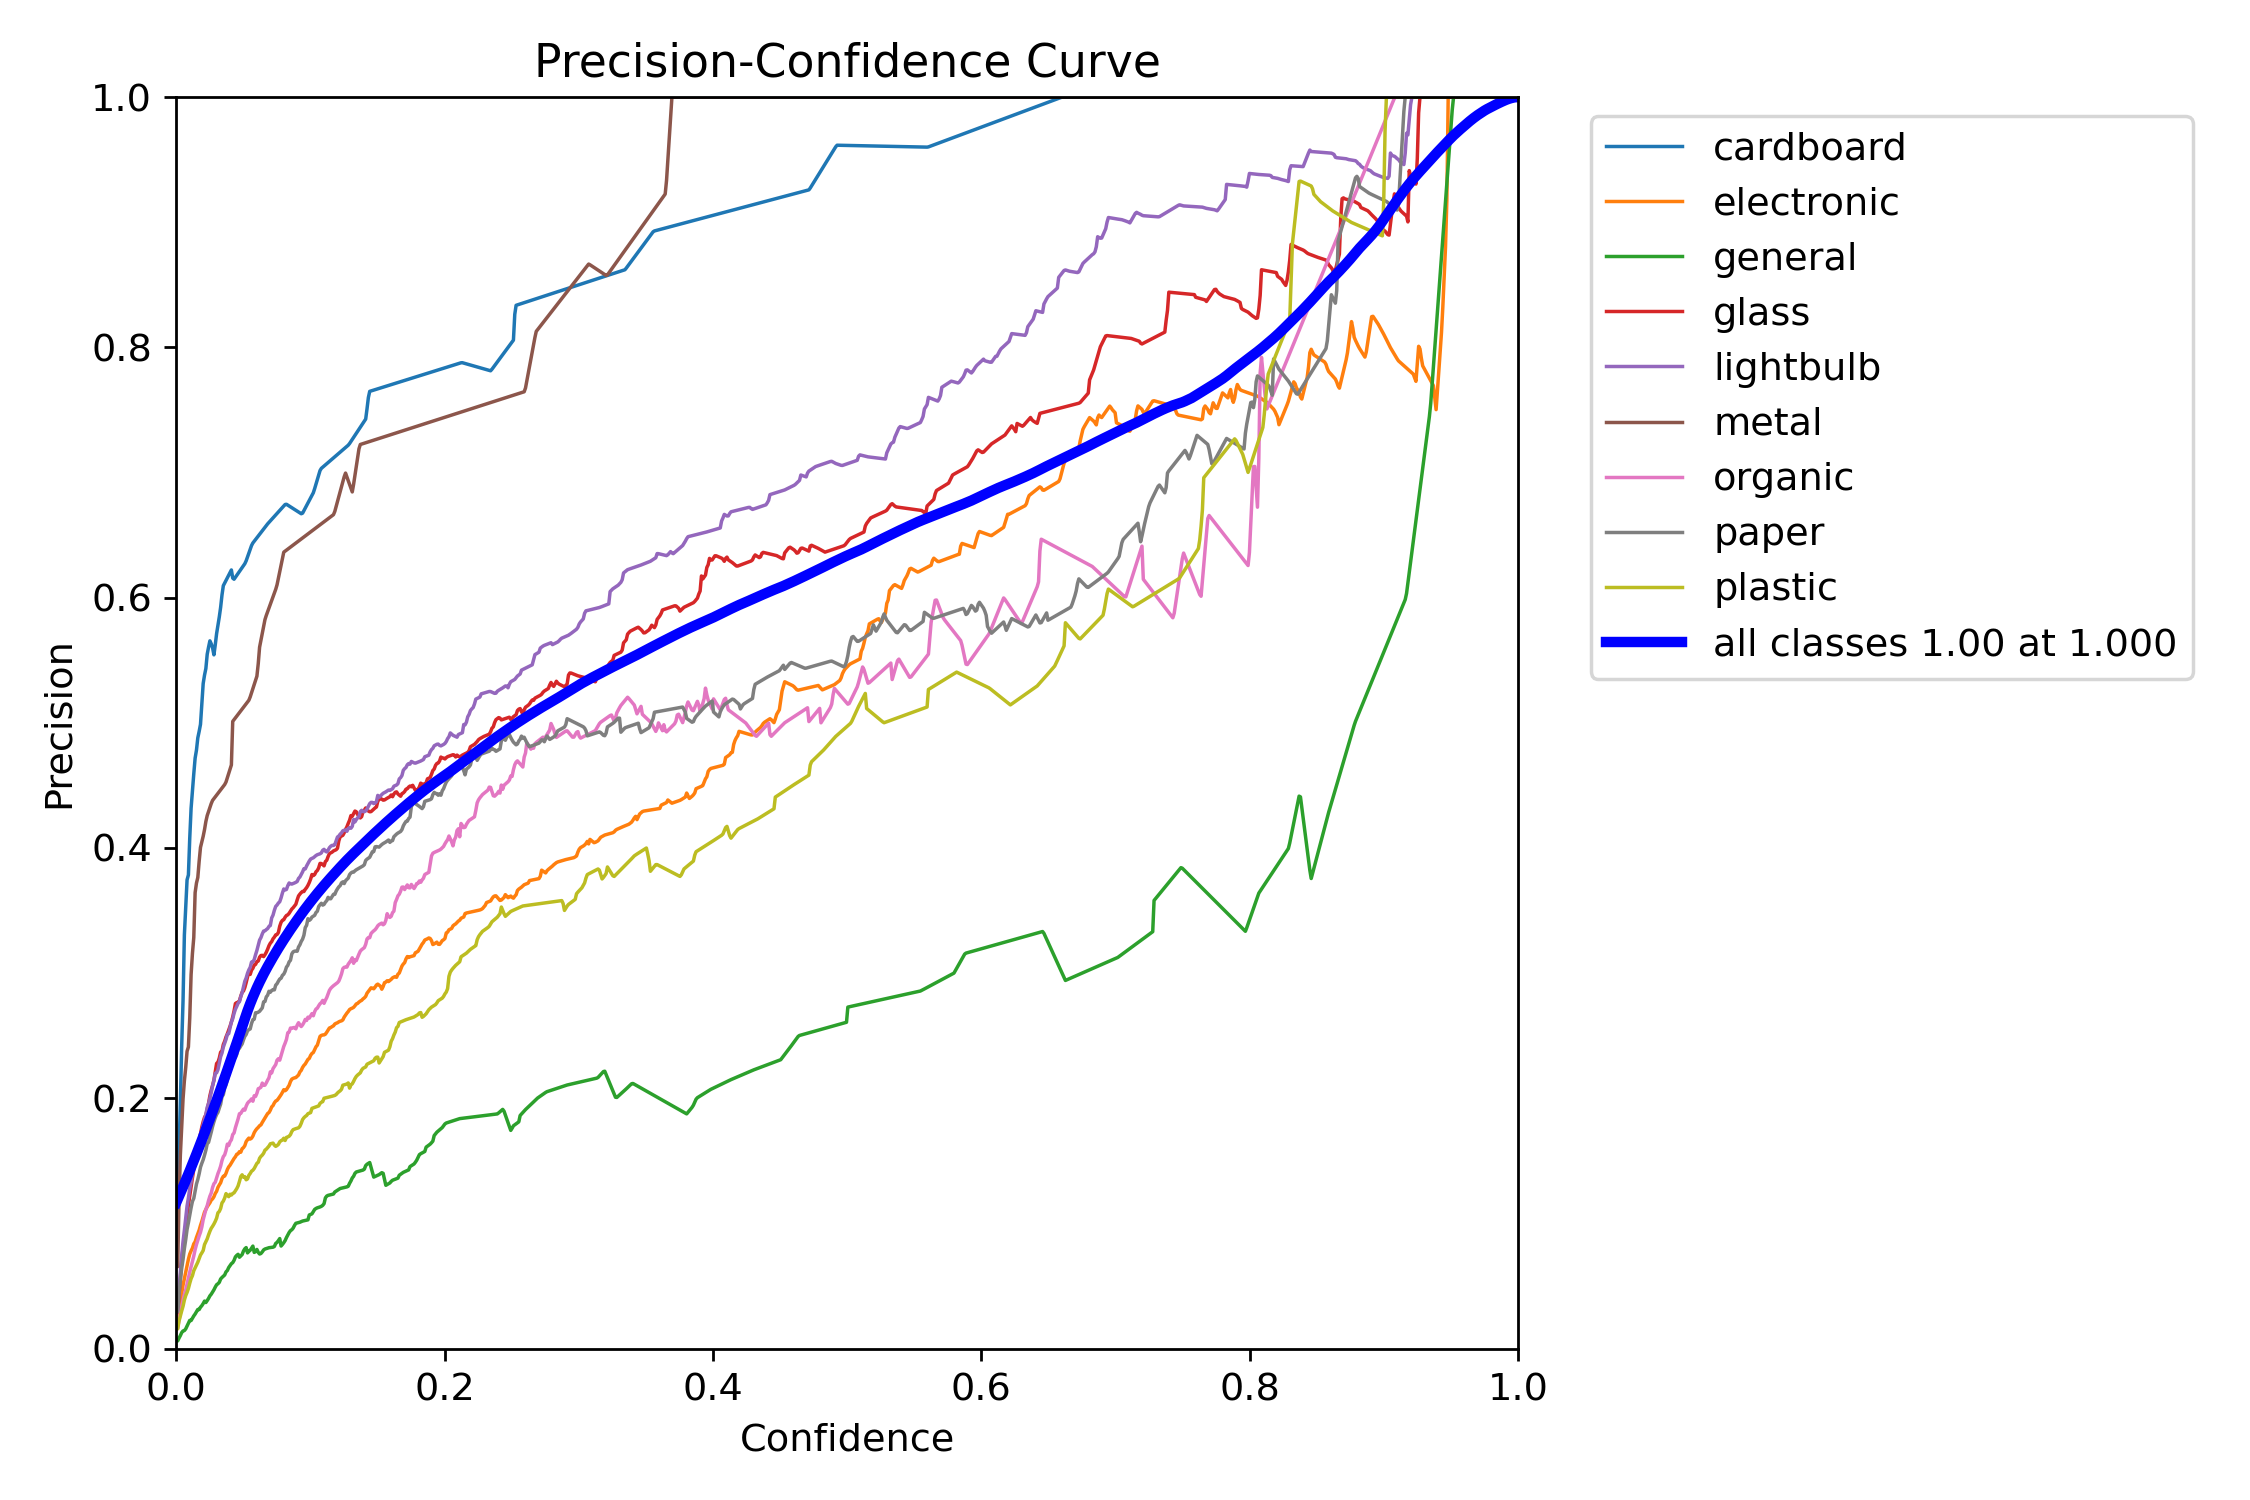 Precision-Confidence Curve
1.0
0.8
0.6
0.4
0.2
0.0
Precision
0.0 0.2 0.4 0.6 0.8 1.0
Confidence
cardboard
electronic
general
glass
lightbulb
metal
organic
paper
plastic
all classes 1.00 at 1.000